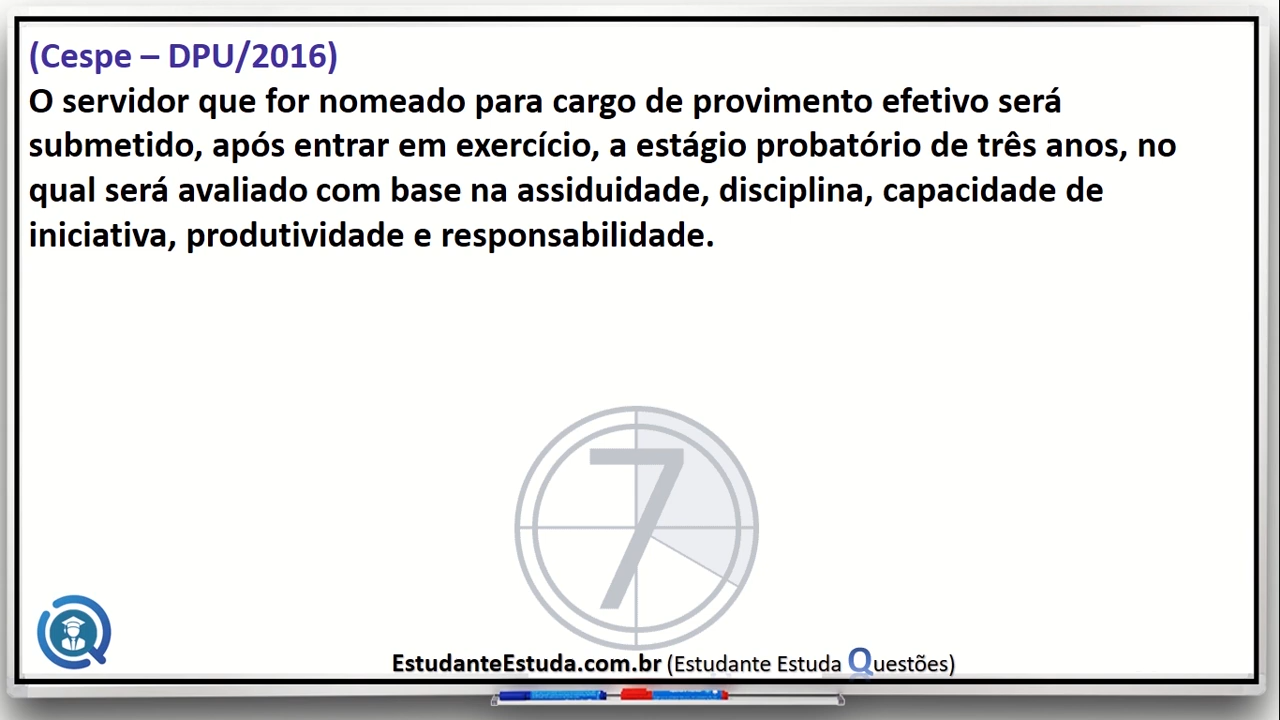 (Cespe – DPU/2016)
O servidor que for nomeado para cargo de provimento efetivo será
submetido, após entrar em exercício, a estágio probatório de três anos, no
qual será avaliado com base na assiduidade, disciplina, capacidade de
iniciativa, produtividade e responsabilidade.
7
EstudanteEstuda.com.br (Estudante Estuda Questões)